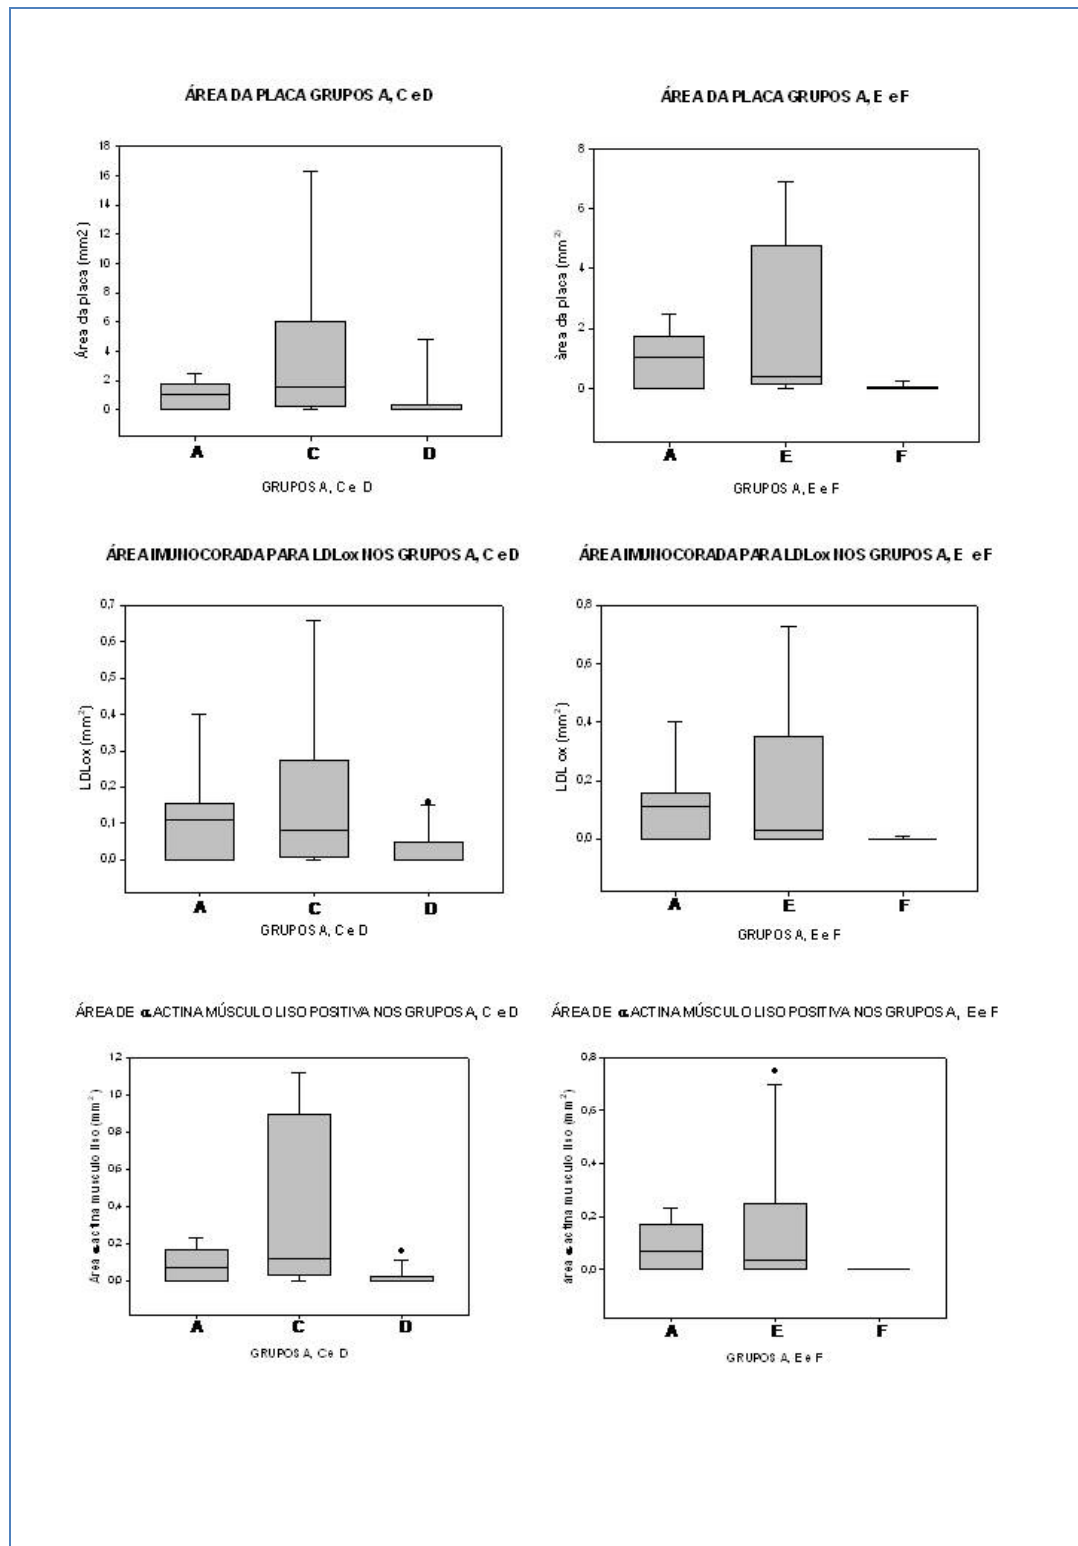 ÁREA DA PLACA GRUPOS A, C e D
18
16
14
12
10
8
6
4
2
0
Área da placa (mm2 )
A C D
GRUPOS A, C e D
ÁREA DA PLACA GRUPOS A, E e F
8
6
4
2
0
àrea da placa (mm²)
A E F
GRUPOS A, E e F
ÁREA IMUNOCORADA PARA LDLox NOS GRUPOS A, C e D
0,7
0,6
0,5
0,4
0,3
0,2
0,1
0,0
LDLox (mm²)
A C D
GRUPOS A, C e D
ÁREA IMUNOCORADA PARA LDLox NOS GRUPOS A, E e F
0,8
0,6
0,4
0,2
0,0
LDL ox (mm²)
A E F
GRUPOS A, E e F
ÁREA DE α-ACTINA MÚSCULO LISO POSITIVA NOS GRUPOS A, C e D
1,2
1,0
0,8
0,6
0,4
0,2
0,0
Área α-actina musculo liso (mm²)
A C D
GRUPOS A, C e D
ÁREA DE α-ACTINA MÚSCULO LISO POSITIVA NOS GRUPOS A, E e F
0,8
0,6
0,4
0,2
0,0
área α-actina musculo liso (mm²)
A E F
GRUPOS A, E e F